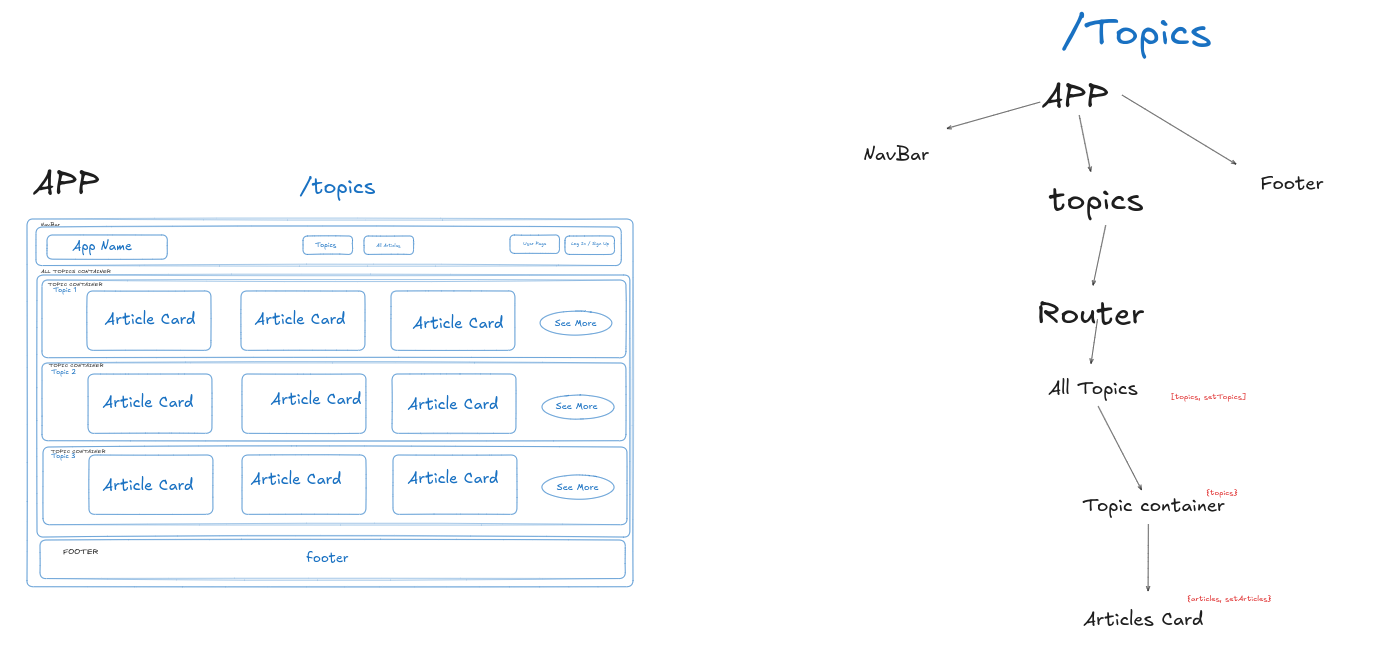 APP
/topics
NavBar
App Name
Topics
All Articles
User Page
Log In / Sign Up
ALL TOPICS CONTAINER
TOPIC CONTAINER
Topic 1
Article Card
Article Card
Article Card
See More
TOPIC CONTAINER
Topic 2
Article Card
Article Card
Article Card
See More
TOPIC CONTAINER
Topic 3
Article Card
Article Card
Article Card
See More
FOOTER
footer
/Topics
APP
NavBar
Footer
topics
Router
All Topics
[topics, setTopics]
{topics}
Topic container
{articles, setArticles}
Articles Card